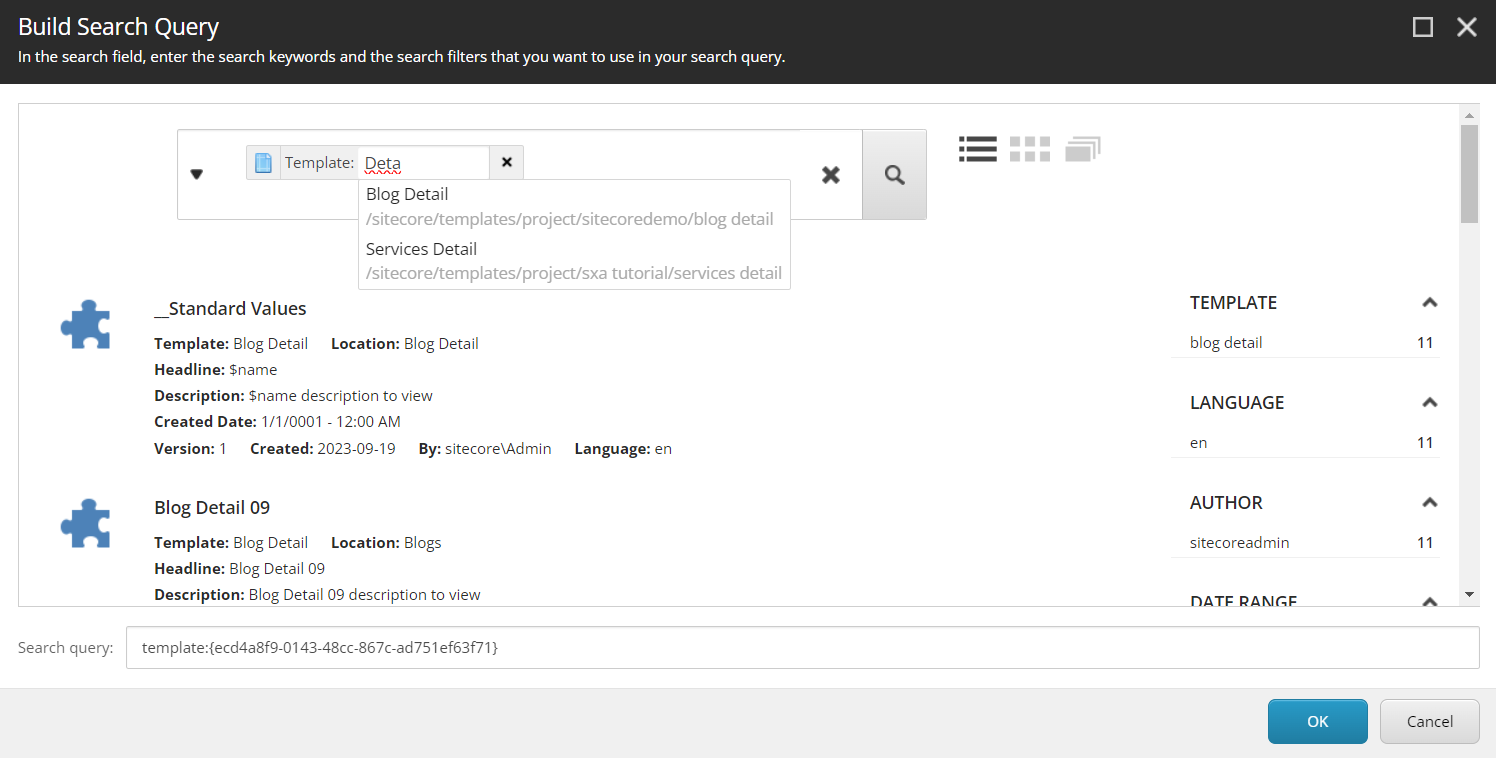 Build Search Query
In the search field, enter the search keywords and the search filters that you want to use in your search query.
Template: Deta
Blog Detail
/sitecore/templates/project/sitecoredemo/blog detail
Services Detail
/sitecore/templates/project/sxa tutorial/services detail
__Standard Values
Template: Blog Detail Location: Blog Detail
Headline: $name
Description: $name description to view
Created Date: 1/1/0001 - 12:00 AM
Version: 1 Created: 2023-09-19 By: sitecore\Admin Language: en
Blog Detail 09
Template: Blog Detail Location: Blogs
Headline: Blog Detail 09
Description: Blog Detail 09 description to view
TEMPLATE
blog detail 11
LANGUAGE
en 11
AUTHOR
sitecoreadmin 11
DATE RANGE
Search query: template:{ecd4a8f9-0143-48cc-867c-ad751ef63f71}
OK Cancel